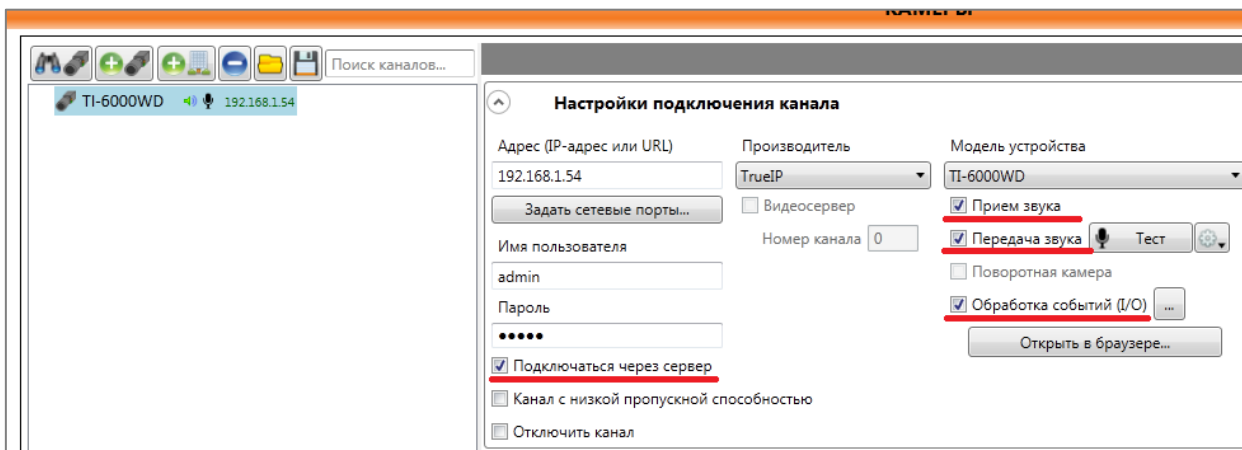 КАМЕРЫ
Поиск каналов...
TI-6000WD 192.168.1.54
Настройки подключения канала
Адрес (IP-адрес или URL) Производитель Модель устройства
192.168.1.54 TrueIP TI-6000WD
Задать сетевые порты... Видеосервер Прием звука
Номер канала 0 Передача звука Тест
Имя пользователя
admin Поворотная камера
Пароль Обработка событий (I/O) ...
••••• Открыть в браузере...
Подключаться через сервер
Канал с низкой пропускной способностью
Отключить канал